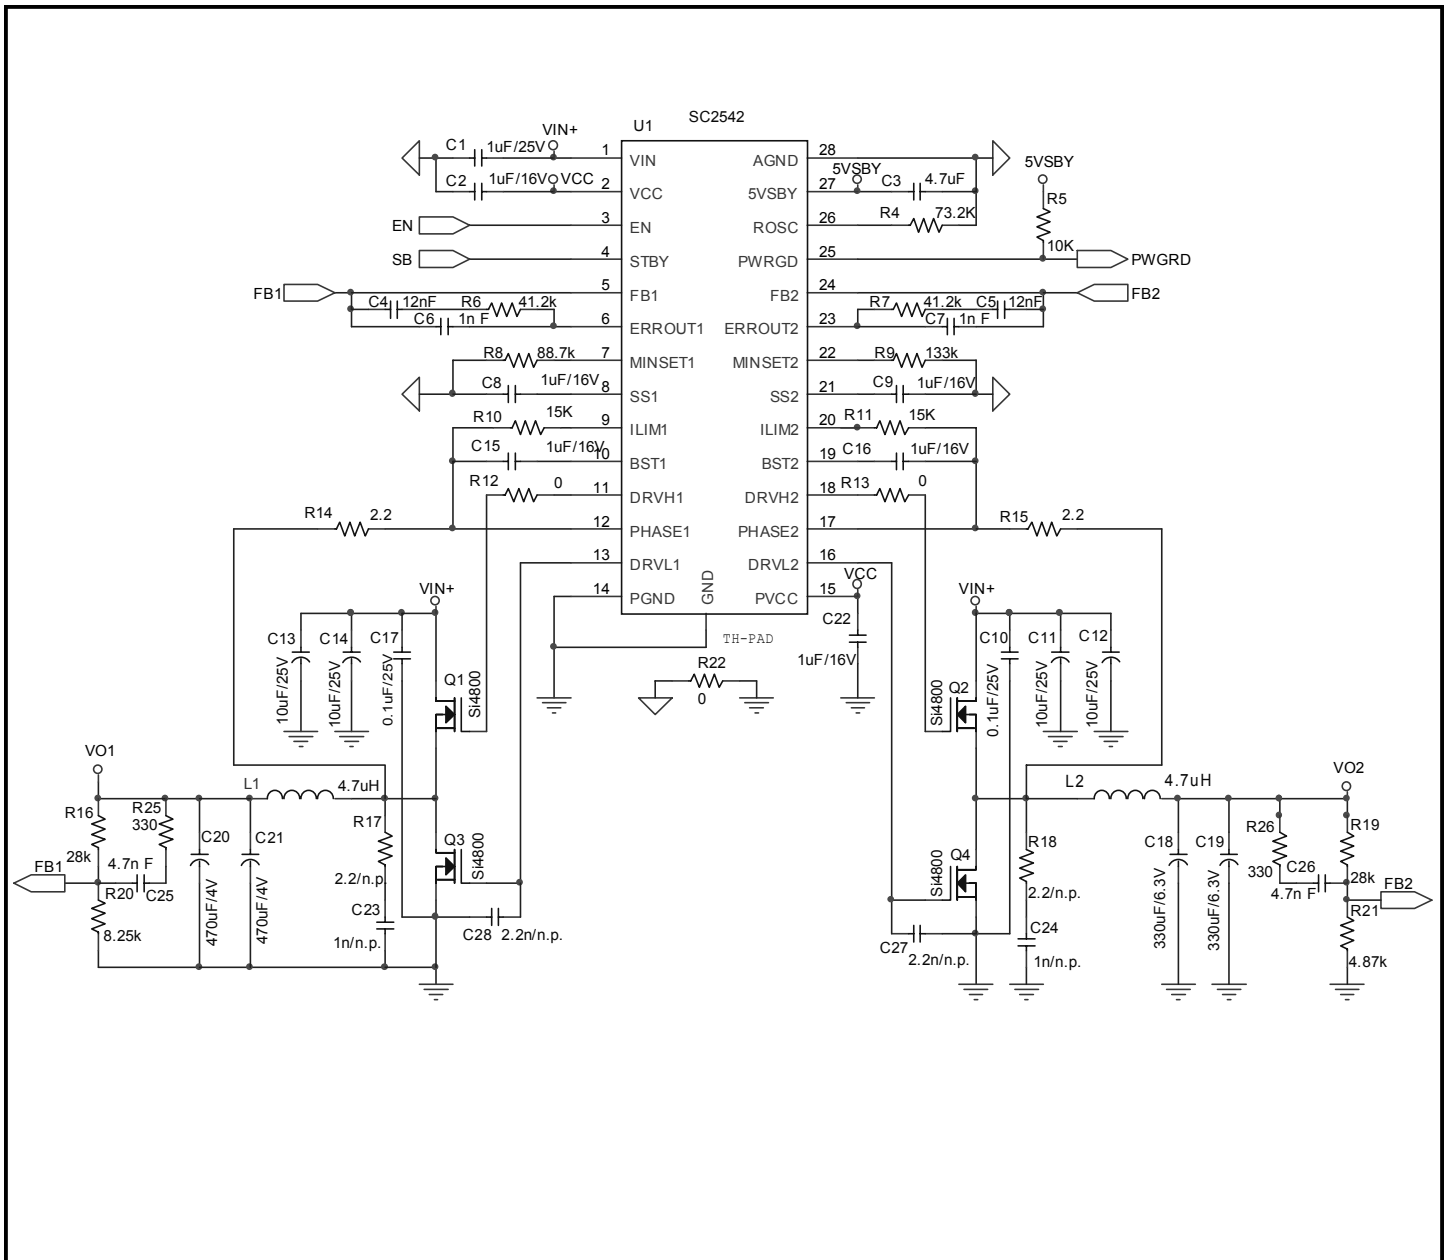 SC2542
U1
VIN+
C1 1uF/25V 1 VIN AGND 28
C2 1uF/16V VCC 2 VCC 5VSBY 27 5VSBY C3 4.7uF
5VSBY
R5
10K
EN 3 EN ROSC 26 R4 73.2K
SB 4 STBY PWRGD 25 PWGRD
FB1 5 FB1 FB2 24 FB2
C4 12nF R6 41.2k R7 41.2k C5 12nF
C6 1n F 6 ERROUT1 ERROUT2 23 C7 1n F
R8 88.7k 7 MINSET1 MINSET2 22 R9 133k
C8 1uF/16V 8 SS1 SS2 21 C9 1uF/16V
R10 15K 9 ILIM1 ILIM2 20 R11 15K
C15 1uF/16V 10 BST1 BST2 19 C16 1uF/16V
R12 0 11 DRVH1 DRVH2 18 R13 0
R14 2.2 12 PHASE1 PHASE2 17 R15 2.2
13 DRVL1 DRVL2 16
14 PGND GND PVCC 15 VCC
TH-PAD
C22
1uF/16V
R22
0
VIN+
C13 10uF/25V
C14 10uF/25V
C17 0.1uF/25V
Q1 Si4800
VIN+
C10 0.1uF/25V
C11 10uF/25V
C12 10uF/25V
Q2 Si4800
VO1
L1 4.7uH
R16
28k
R25
330
FB1
4.7n F
C25
R20
8.25k
C20 470uF/4V
C21 470uF/4V
R17
2.2/n.p.
C23
1n/n.p.
Q3 Si4800
C28 2.2n/n.p.
Q4 Si4800
C27 2.2n/n.p.
R18
2.2/n.p.
C24
1n/n.p.
L2 4.7uH
VO2
C18 330uF/6.3V
C19 330uF/6.3V
R26
330
C26
4.7n F
R19
28k
FB2
R21
4.87k